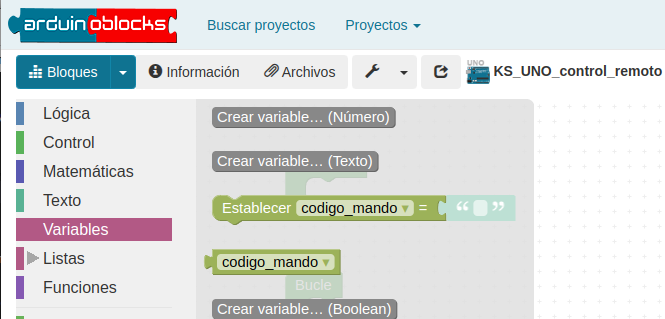 arduinoblocks
Buscar proyectos
Proyectos
Bloques
Información
Archivos
UNO
KS_UNO_control_remoto
Lógica
Control
Matemáticas
Texto
Variables
Listas
Funciones
Crear variable… (Número)
Crear variable… (Texto)
Establecer codigo_mando = “ ”
codigo_mando
Bucle
Crear variable… (Boolean)